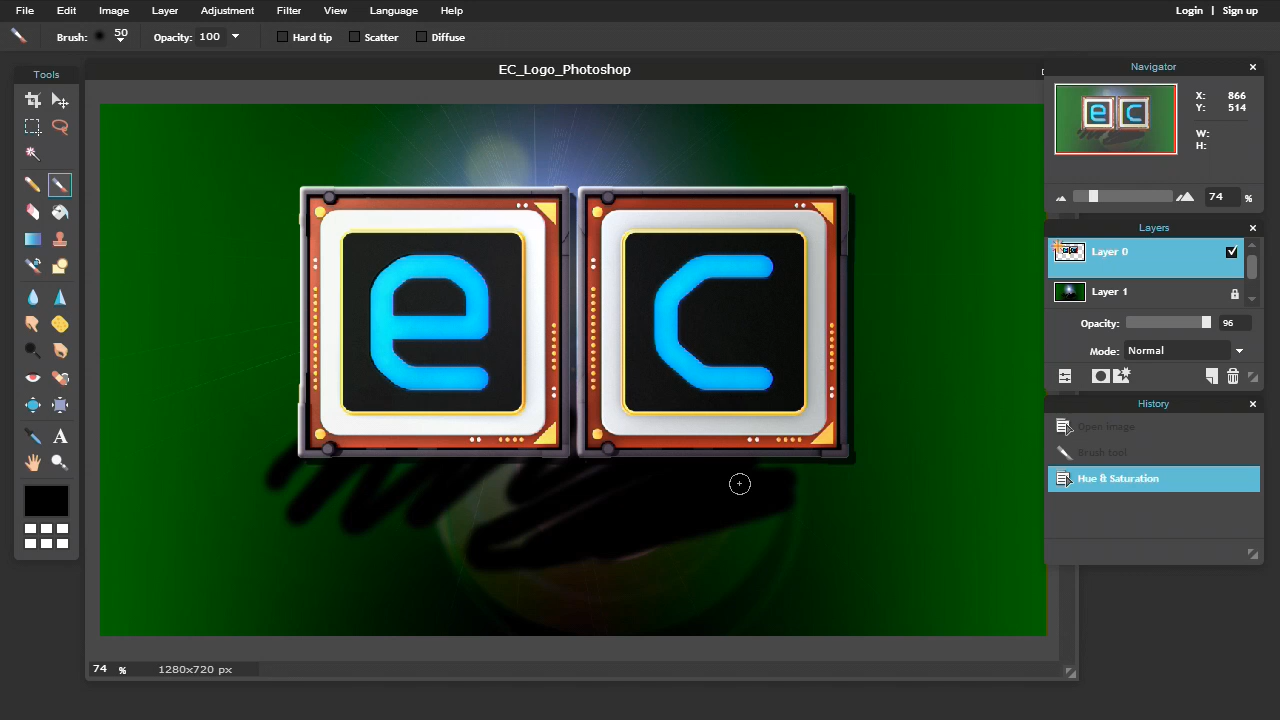 File Edit Image Layer Adjustment Filter View Language Help Login | Sign up
Brush: 50 Opacity: 100 Hard tip Scatter Diffuse
Tools
EC_Logo_Photoshop
Navigator
X: 866
Y: 514
W:
H:
74 %
e c
Layers
Layer 0
Layer 1
Opacity: 96
Mode: Normal
History
Open image
Brush tool
Hue & Saturation
A
74 % 1280x720 px